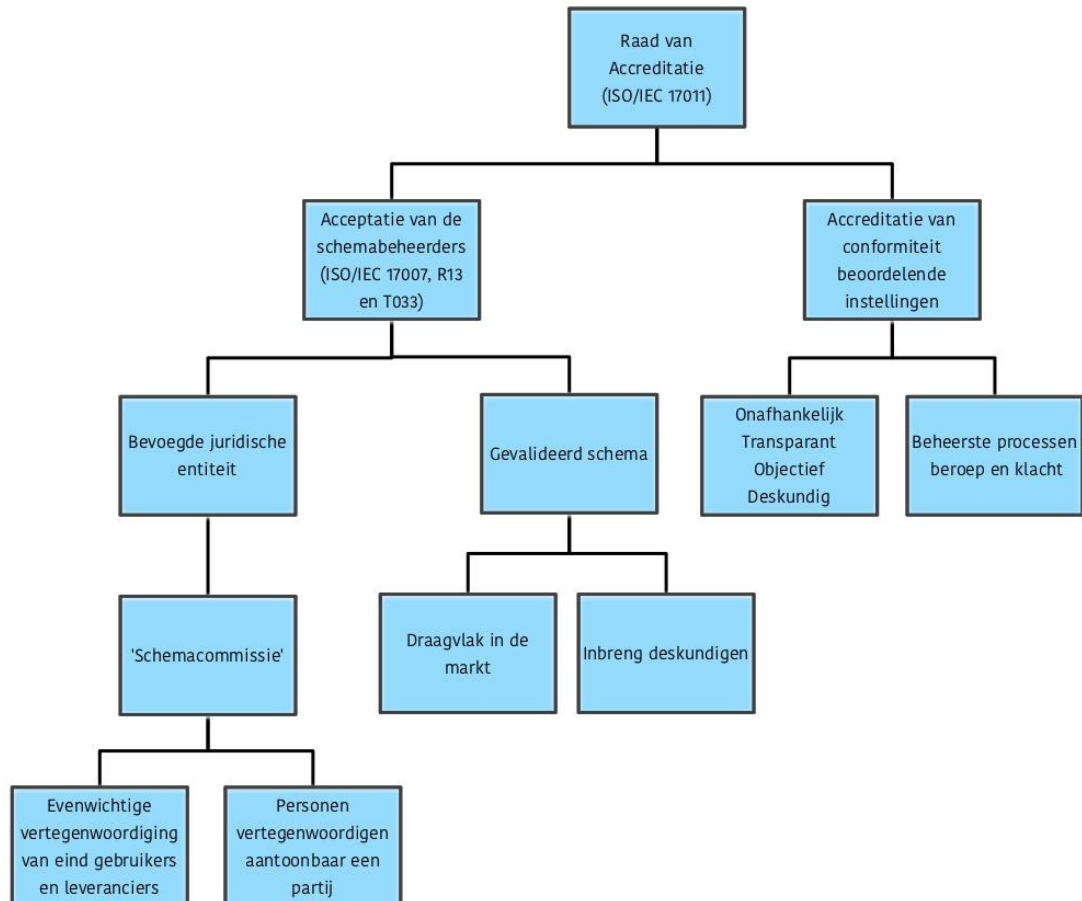 Raad van
Accreditatie
(ISO/IEC 17011)
Acceptatie van de
schemabeheerders
(ISO/IEC 17007, R13
en T033)
Accreditatie van
conformiteit
beoordelende
instellingen
Bevoegde juridische
entiteit
Gevalideerd schema
Onafhankelijk
Transparant
Objectief
Deskundig
Beheerste processen
beroep en klacht
'Schemacommissie'
Draagvlak in de
markt
Inbreng deskundigen
Evenwichtige
vertegenwoordiging
van eind gebruikers
en leveranciers
Personen
vertegenwoordigen
aantoonbaar een
partij